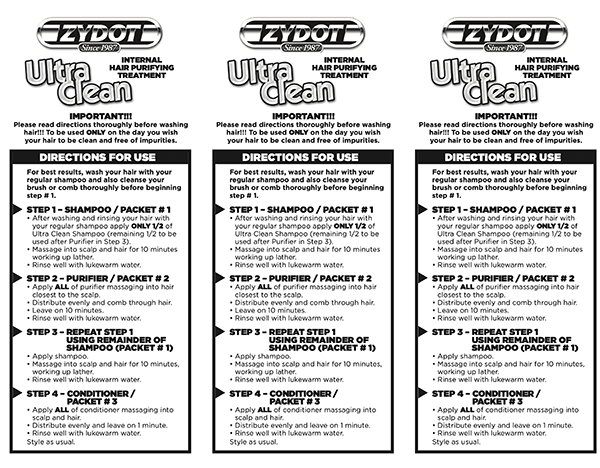 ZYDOT
Since 1987
Ultra
Clean
INTERNAL
HAIR PURIFYING
TREATMENT
IMPORTANT!!!
Please read directions thoroughly before washing
hair!!! To be used ONLY on the day you wish
your hair to be clean and free of impurities.
DIRECTIONS FOR USE
For best results, wash your hair with your
regular shampoo and also cleanse your
brush or comb thoroughly before beginning
step # 1.
STEP 1 – SHAMPOO / PACKET # 1
• After washing and rinsing your hair with
your regular shampoo apply ONLY 1/2 of
Ultra Clean Shampoo (remaining 1/2 to be
used after Purifier in Step 3).
• Massage into scalp and hair for 10 minutes
working up lather.
• Rinse well with lukewarm water.
STEP 2 – PURIFIER / PACKET # 2
• Apply ALL of purifier massaging into hair
closest to the scalp.
• Distribute evenly and comb through hair.
• Leave on 10 minutes.
• Rinse well with lukewarm water.
STEP 3 – REPEAT STEP 1
USING REMAINDER OF
SHAMPOO (PACKET # 1)
• Apply shampoo.
• Massage into scalp and hair for 10 minutes,
working up lather.
• Rinse well with lukewarm water.
STEP 4 – CONDITIONER /
PACKET # 3
• Apply ALL of conditioner massaging into
scalp and hair.
• Distribute evenly and leave on 1 minute.
• Rinse well with lukewarm water.
Style as usual.
ZYDOT
Since 1987
Ultra
Clean
INTERNAL
HAIR PURIFYING
TREATMENT
IMPORTANT!!!
Please read directions thoroughly before washing
hair!!! To be used ONLY on the day you wish
your hair to be clean and free of impurities.
DIRECTIONS FOR USE
For best results, wash your hair with your
regular shampoo and also cleanse your
brush or comb thoroughly before beginning
step # 1.
STEP 1 – SHAMPOO / PACKET # 1
• After washing and rinsing your hair with
your regular shampoo apply ONLY 1/2 of
Ultra Clean Shampoo (remaining 1/2 to be
used after Purifier in Step 3).
• Massage into scalp and hair for 10 minutes
working up lather.
• Rinse well with lukewarm water.
STEP 2 – PURIFIER / PACKET # 2
• Apply ALL of purifier massaging into hair
closest to the scalp.
• Distribute evenly and comb through hair.
• Leave on 10 minutes.
• Rinse well with lukewarm water.
STEP 3 – REPEAT STEP 1
USING REMAINDER OF
SHAMPOO (PACKET # 1)
• Apply shampoo.
• Massage into scalp and hair for 10 minutes,
working up lather.
• Rinse well with lukewarm water.
STEP 4 – CONDITIONER /
PACKET # 3
• Apply ALL of conditioner massaging into
scalp and hair.
• Distribute evenly and leave on 1 minute.
• Rinse well with lukewarm water.
Style as usual.
ZYDOT
Since 1987
Ultra
Clean
INTERNAL
HAIR PURIFYING
TREATMENT
IMPORTANT!!!
Please read directions thoroughly before washing
hair!!! To be used ONLY on the day you wish
your hair to be clean and free of impurities.
DIRECTIONS FOR USE
For best results, wash your hair with your
regular shampoo and also cleanse your
brush or comb thoroughly before beginning
step # 1.
STEP 1 – SHAMPOO / PACKET # 1
• After washing and rinsing your hair with
your regular shampoo apply ONLY 1/2 of
Ultra Clean Shampoo (remaining 1/2 to be
used after Purifier in Step 3).
• Massage into scalp and hair for 10 minutes
working up lather.
• Rinse well with lukewarm water.
STEP 2 – PURIFIER / PACKET # 2
• Apply ALL of purifier massaging into hair
closest to the scalp.
• Distribute evenly and comb through hair.
• Leave on 10 minutes.
• Rinse well with lukewarm water.
STEP 3 – REPEAT STEP 1
USING REMAINDER OF
SHAMPOO (PACKET # 1)
• Apply shampoo.
• Massage into scalp and hair for 10 minutes,
working up lather.
• Rinse well with lukewarm water.
STEP 4 – CONDITIONER /
PACKET # 3
• Apply ALL of conditioner massaging into
scalp and hair.
• Distribute evenly and leave on 1 minute.
• Rinse well with lukewarm water.
Style as usual.